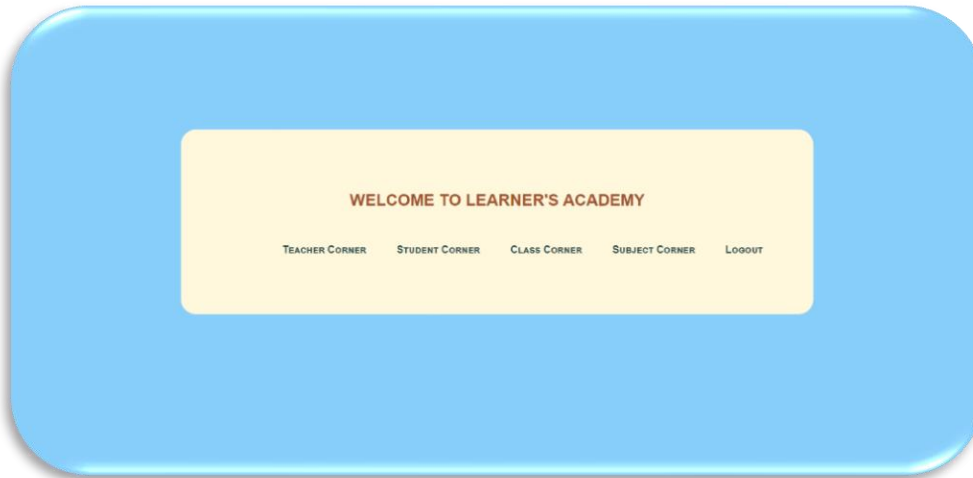 WELCOME TO LEARNER'S ACADEMY
TEACHER CORNER STUDENT CORNER CLASS CORNER SUBJECT CORNER LOGOUT